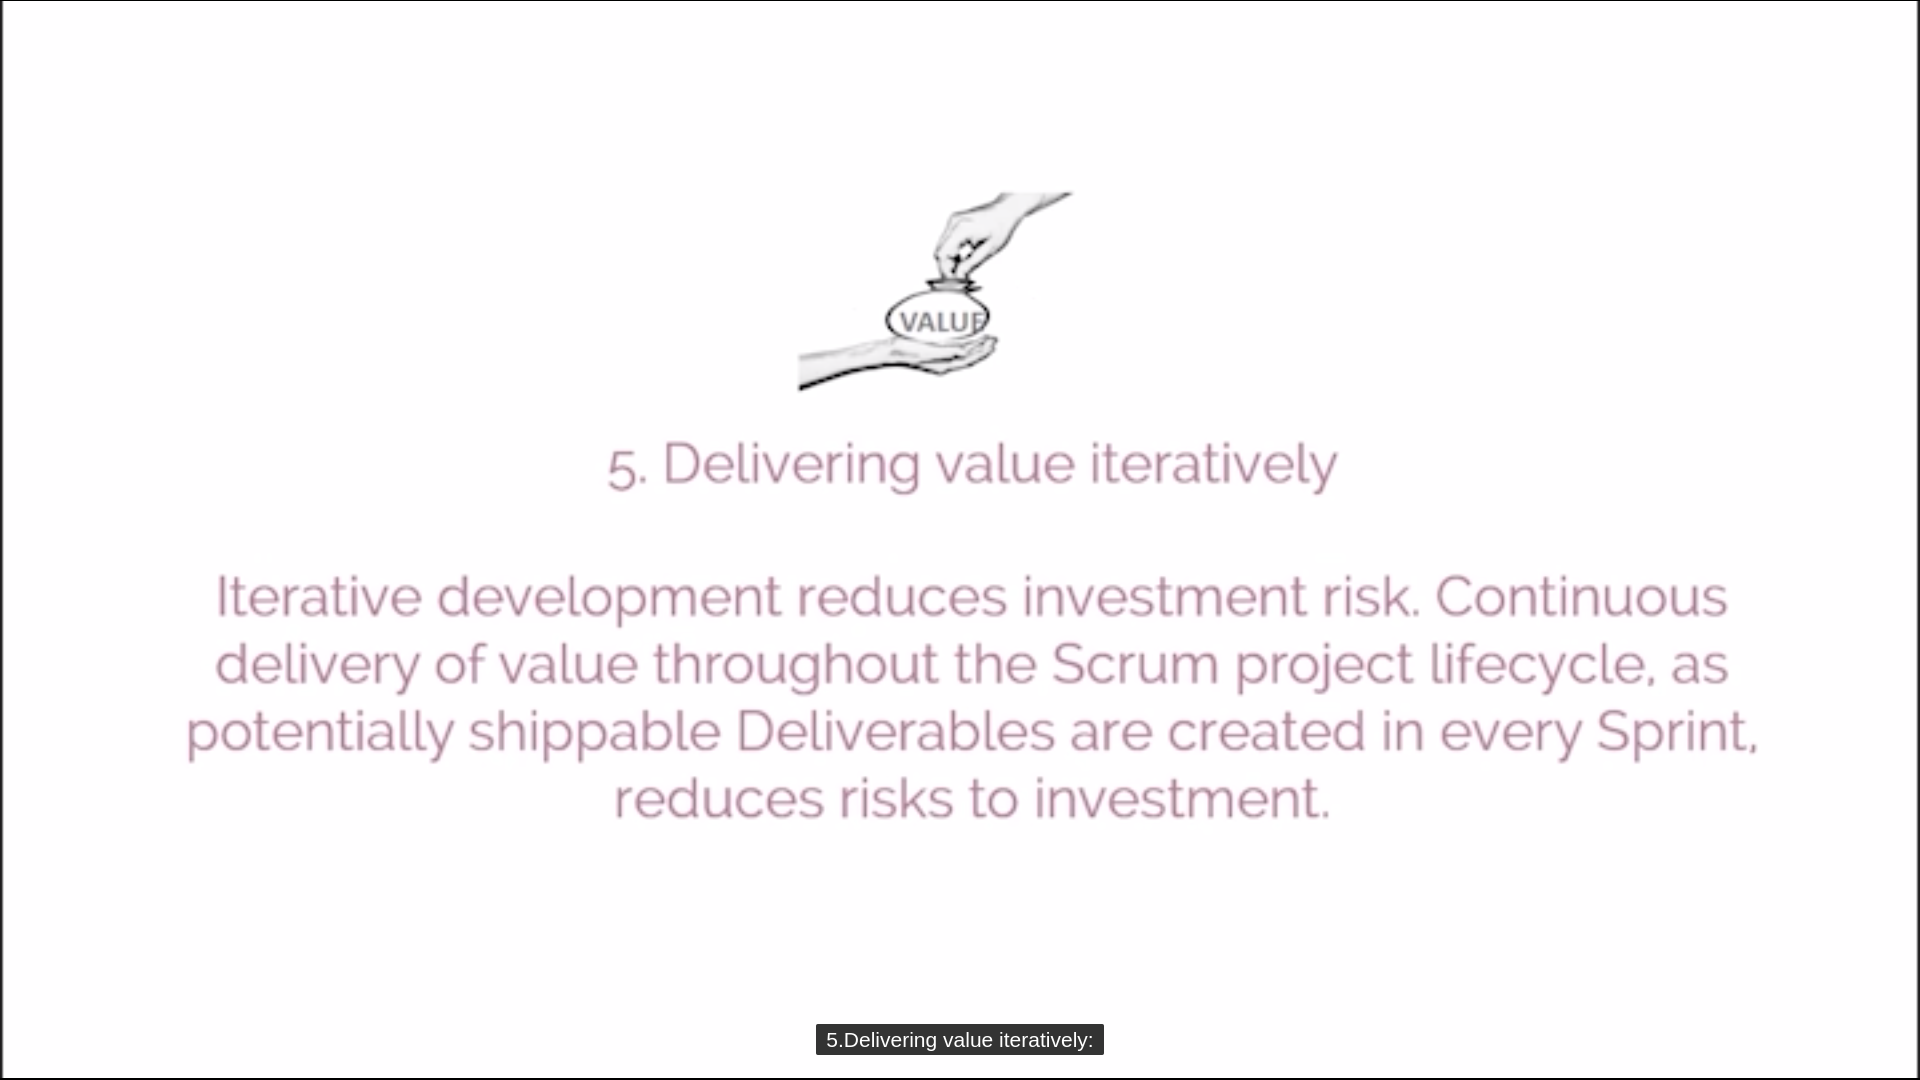 VALUE
5. Delivering value iteratively
Iterative development reduces investment risk. Continuous
delivery of value throughout the Scrum project lifecycle, as
potentially shippable Deliverables are created in every Sprint,
reduces risks to investment.
5.Delivering value iteratively: